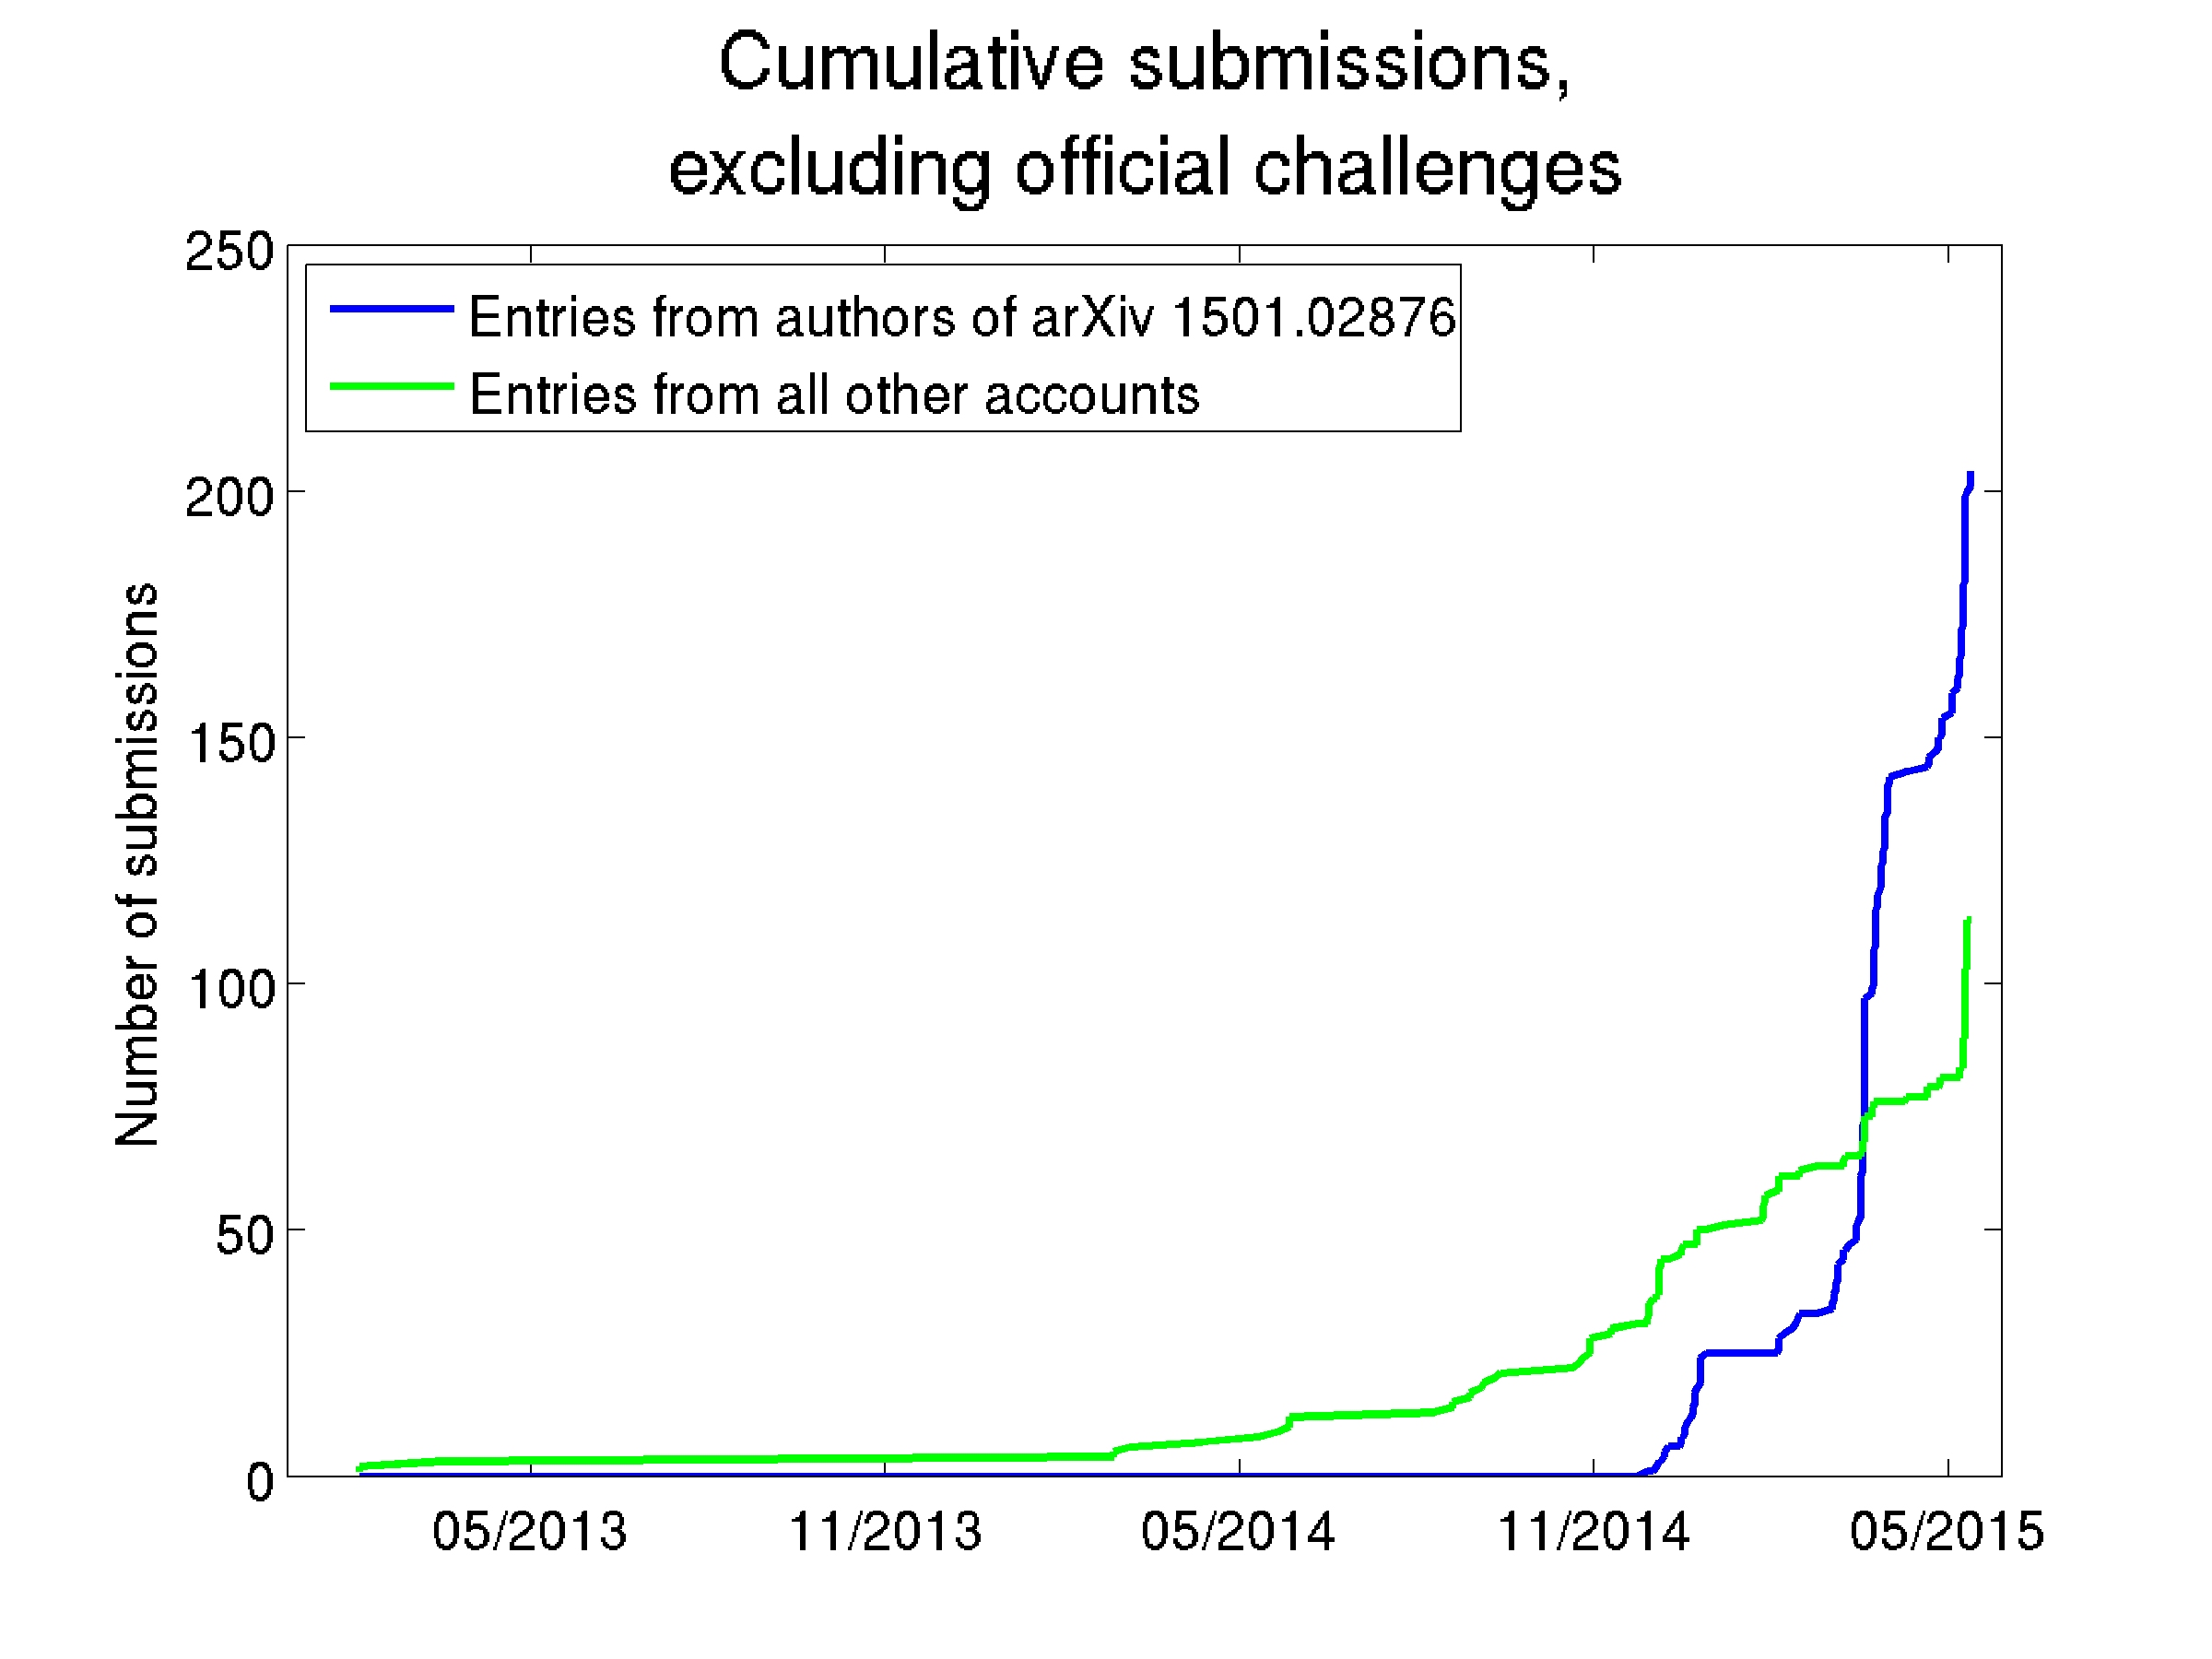 Cumulative submissions,
excluding official challenges
250
200
150
100
50
0
Number of submissions
Entries from authors of arXiv 1501.02876
Entries from all other accounts
05/2013
11/2013
05/2014
11/2014
05/2015